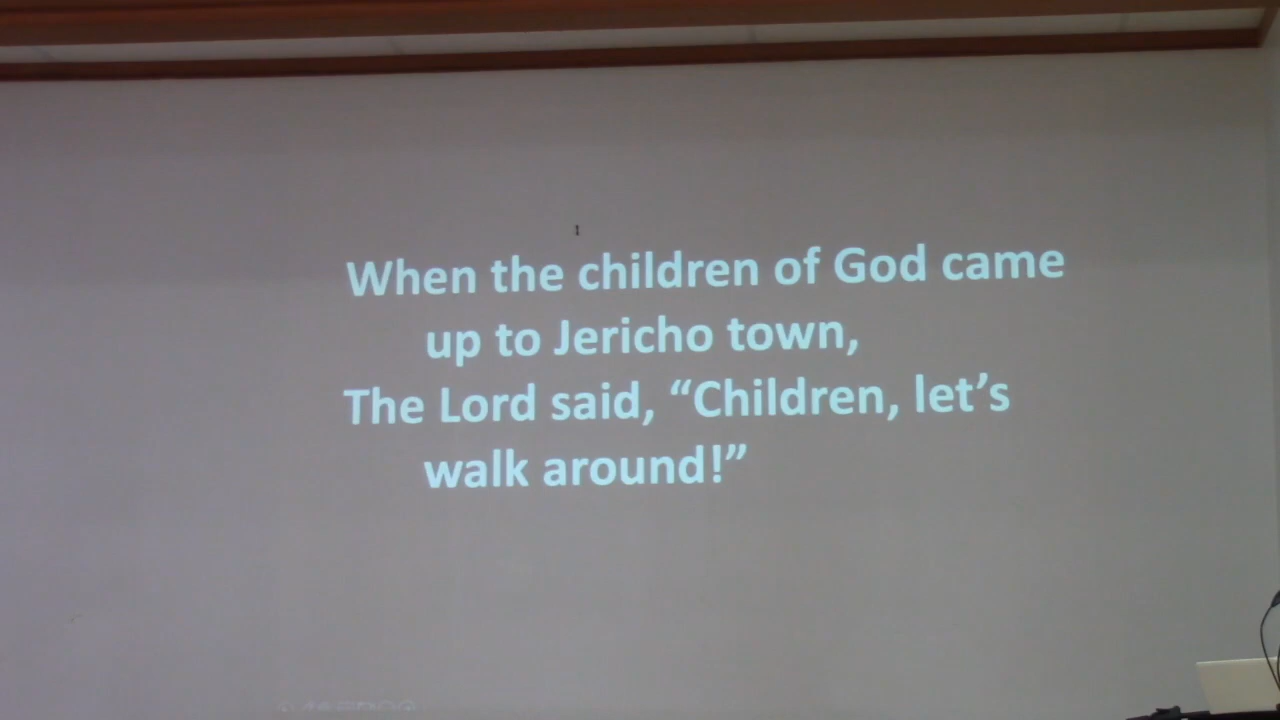 When the children of God came
up to Jericho town,
The Lord said, “Children, let’s
walk around!”